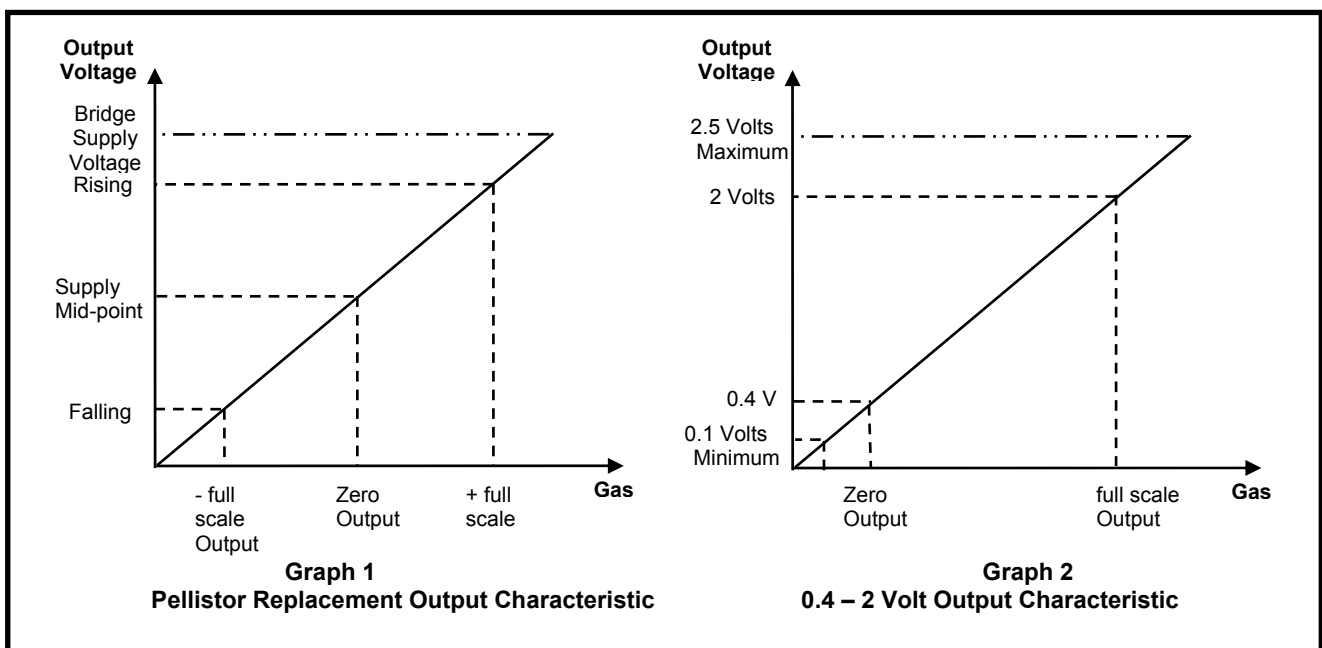 Output
Voltage
Bridge
Supply
Voltage
Rising
Supply
Mid-point
Falling
- full
scale
Output
Zero
Output
+ full
scale
Gas
Graph 1
Pellistor Replacement Output Characteristic
Output
Voltage
2.5 Volts
Maximum
2 Volts
0.4 V
0.1 Volts
Minimum
Zero
Output
full scale
Output
Gas
Graph 2
0.4 – 2 Volt Output Characteristic